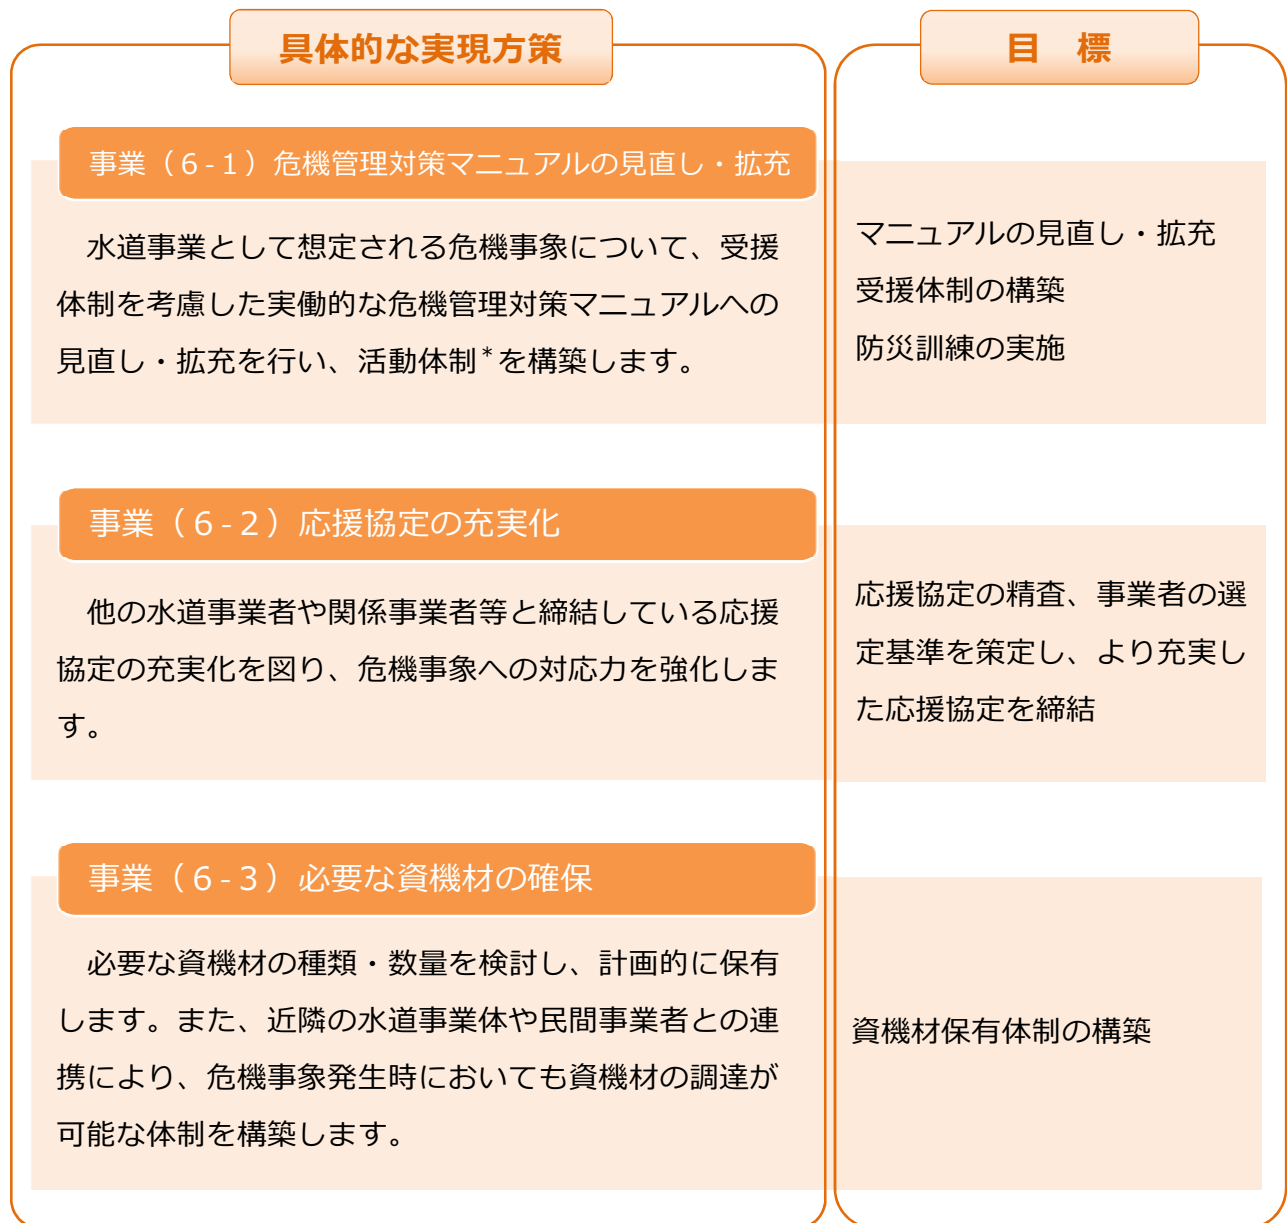 具体的な実現方策
目　標
事業（６-１）危機管理対策マニュアルの見直し・拡充
水道事業として想定される危機事象について、受援
体制を考慮した実働的な危機管理対策マニュアルへの
見直し・拡充を行い、活動体制*を構築します。
マニュアルの見直し・拡充
受援体制の構築
防災訓練の実施
事業（６-２）応援協定の充実化
他の水道事業者や関係事業者等と締結している応援
協定の充実化を図り、危機事象への対応力を強化しま
す。
応援協定の精査、事業者の選
定基準を策定し、より充実し
た応援協定を締結
事業（６-３）必要な資機材の確保
必要な資機材の種類・数量を検討し、計画的に保有
します。また、近隣の水道事業体や民間事業者との連
携により、危機事象発生時においても資機材の調達が
可能な体制を構築します。
資機材保有体制の構築